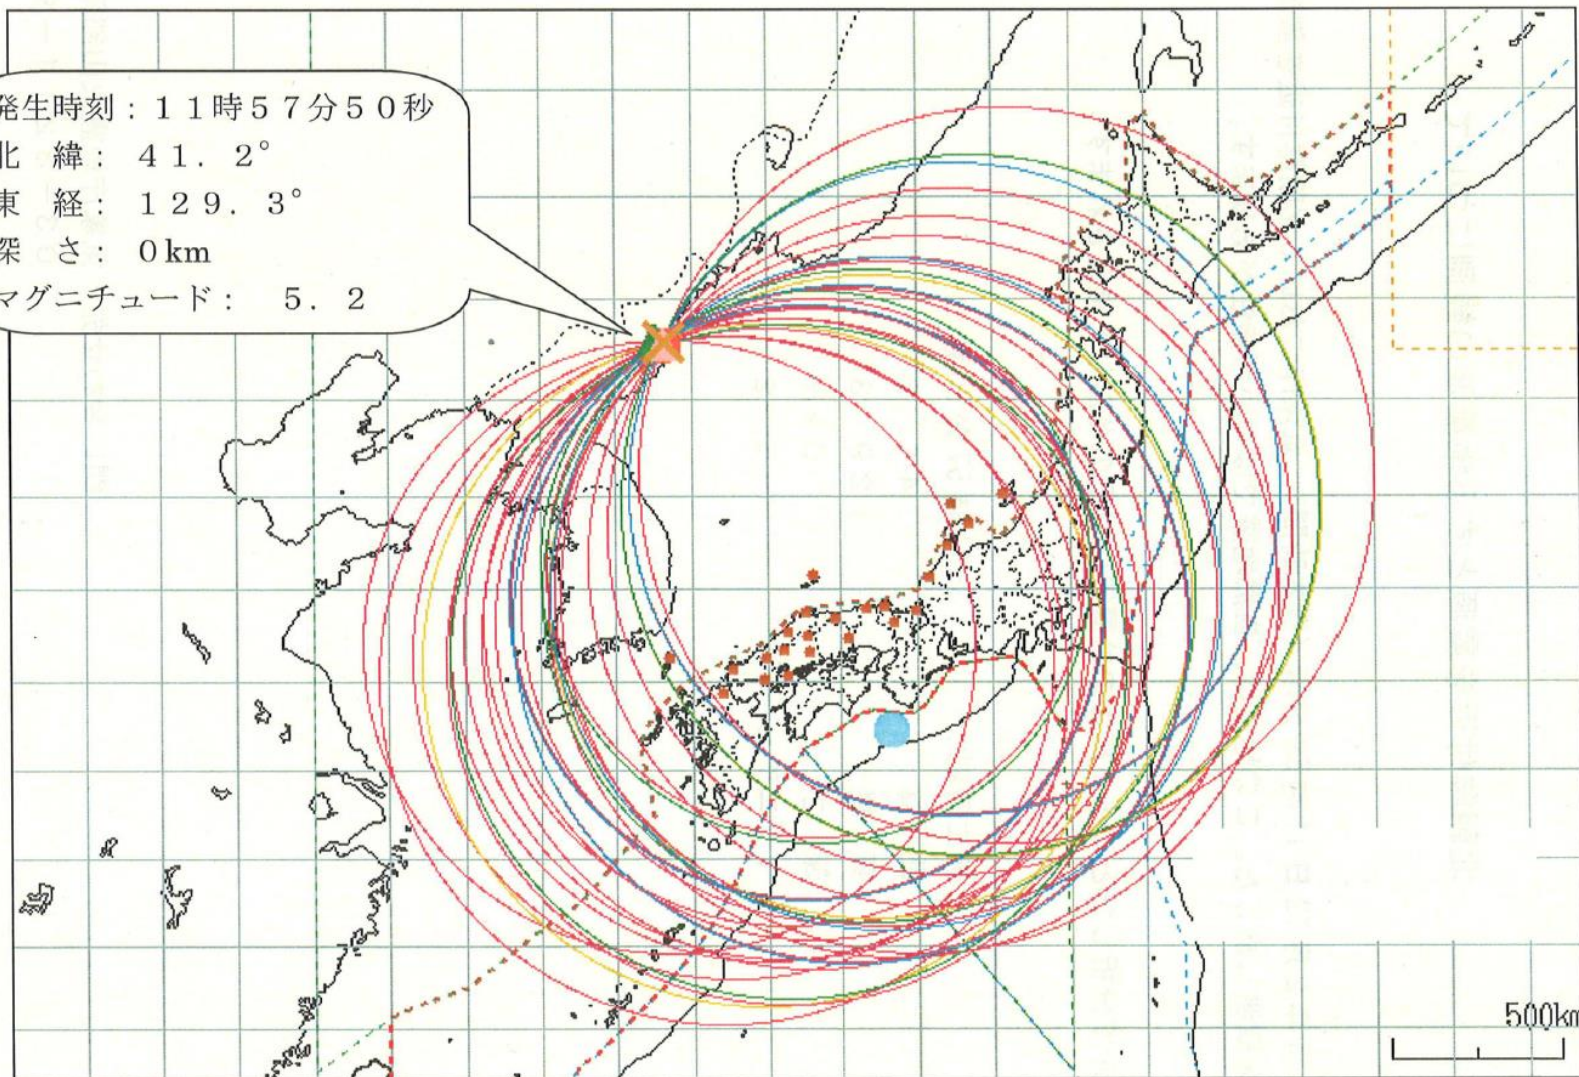 発生時刻：１１時５７分５０秒
北　緯：　４１．２°
東　経：　１２９．３°
深　さ：　０km
マグニチュード：　５．２
500km